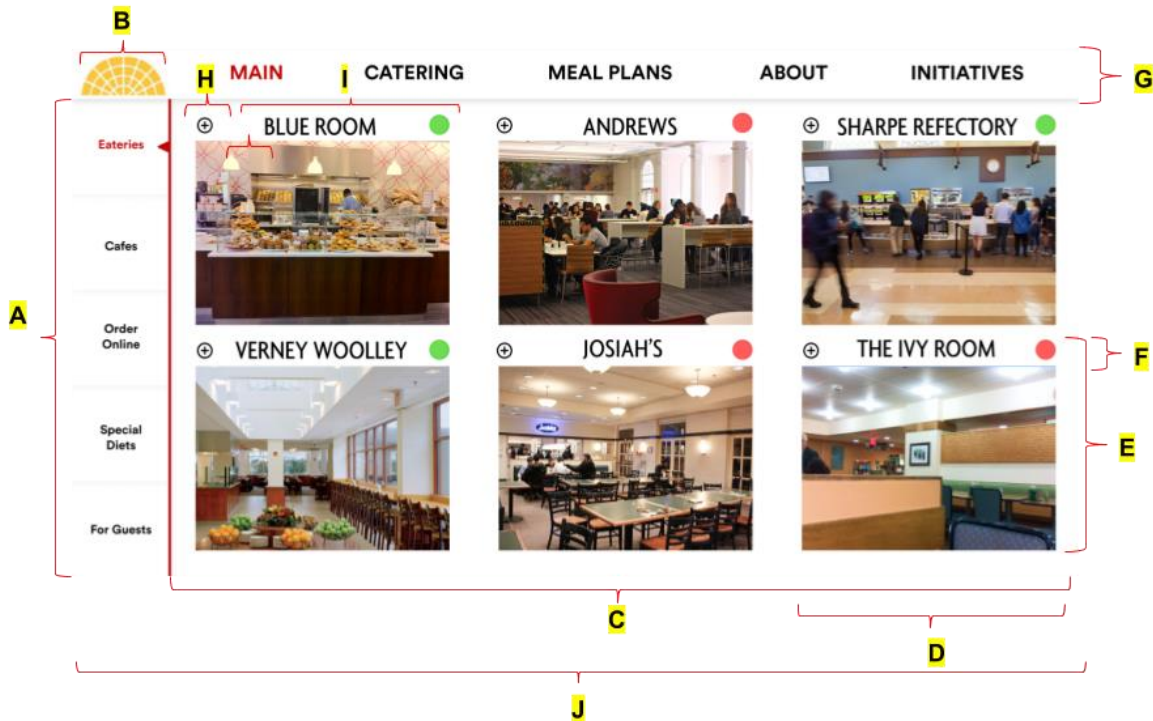 B
H
MAIN
I
CATERING
MEAL PLANS
ABOUT
INITIATIVES
G
BLUE ROOM
ANDREWS
SHARPE REFECTORY
Eateries
Cafes
A
Order
Online
VERNEY WOOLLEY
JOSIAH'S
THE IVY ROOM
F
Special
Diets
E
For Guests
C
D
J